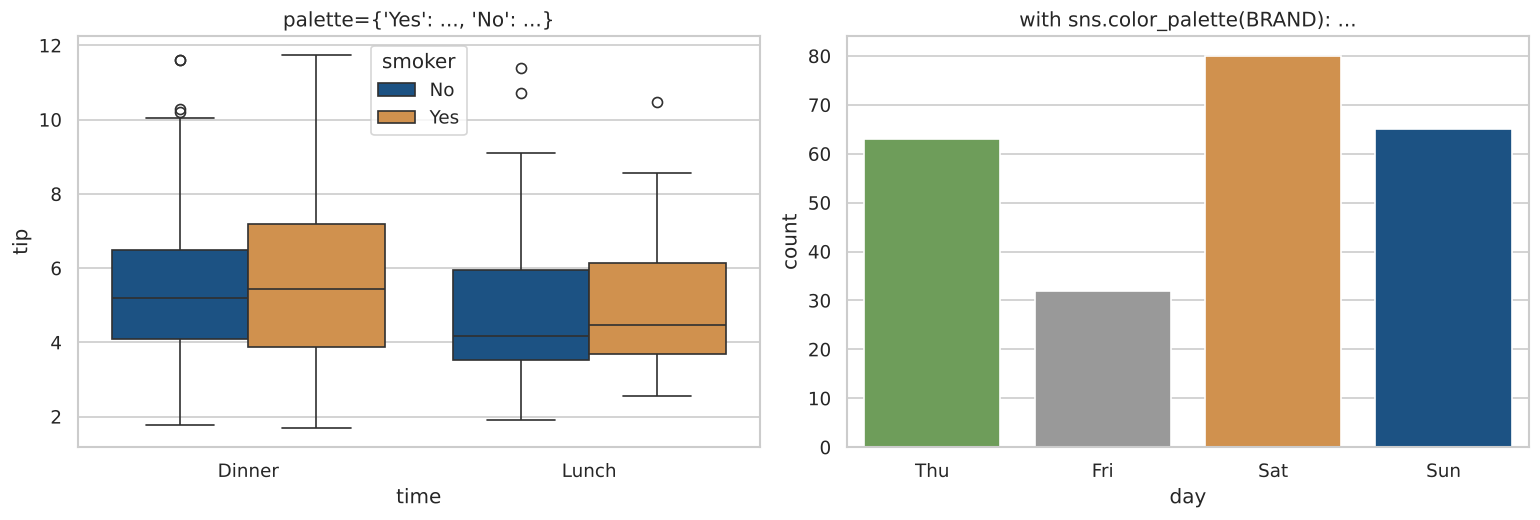 palette={'Yes': ..., 'No': ...}
12
10
8
6
4
2
tip
smoker
No
Yes
Dinner
Lunch
time
with sns.color_palette(BRAND): ...
80
70
60
50
40
30
20
10
0
count
Thu
Fri
Sat
Sun
day